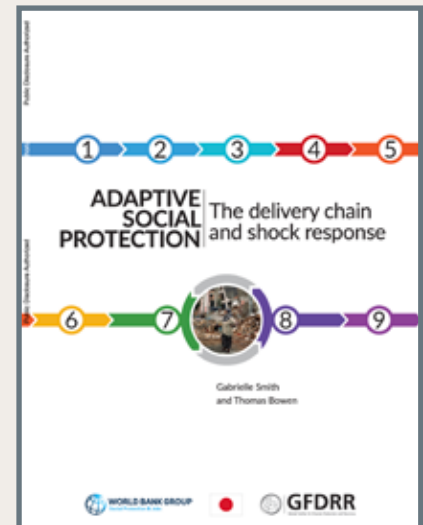 Public Disclosure Authorized
1 2 3 4 5
ADAPTIVE
SOCIAL
PROTECTION
The delivery chain
and shock response
Public Disclosure Authorized
6 7 8 9
Gabrielle Smith
and Thomas Bowen
WORLD BANK GROUP
GFDRR